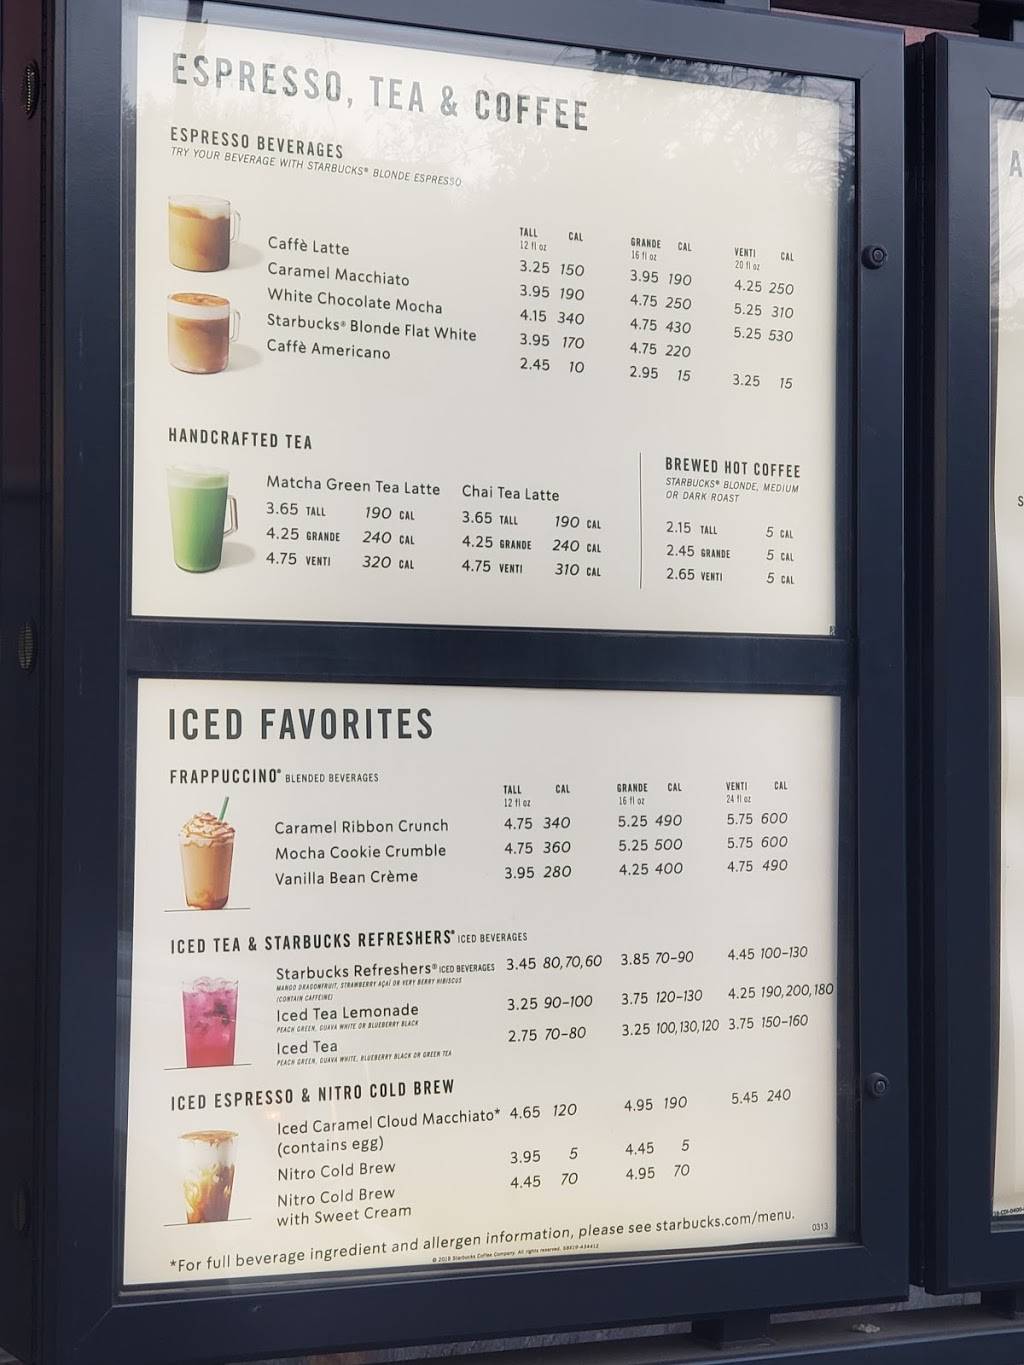 ESPRESSO, TEA & COFFEE
ESPRESSO BEVERAGES
TRY YOUR BEVERAGE WITH STARBUCKS® BLONDE ESPRESSO
TALL CAL GRANDE CAL VENTI CAL
12 fl oz 16 fl oz 20 fl oz
Caffè Latte 3.25 150 3.95 190 4.25 250
Caramel Macchiato 3.95 190 4.75 250 5.25 310
White Chocolate Mocha 4.15 340 4.75 430 5.25 530
Starbucks® Blonde Flat White 3.95 170 4.75 220
Caffè Americano 2.45 10 2.95 15 3.25 15
HANDCRAFTED TEA
Matcha Green Tea Latte
3.65 TALL 190 CAL
4.25 GRANDE 240 CAL
4.75 VENTI 320 CAL
Chai Tea Latte
3.65 TALL 190 CAL
4.25 GRANDE 240 CAL
4.75 VENTI 310 CAL
BREWED HOT COFFEE
STARBUCKS® BLONDE, MEDIUM
OR DARK ROAST
2.15 TALL 5 CAL
2.45 GRANDE 5 CAL
2.65 VENTI 5 CAL
ICED FAVORITES
FRAPPUCCINO® BLENDED BEVERAGES
TALL CAL GRANDE CAL VENTI CAL
12 fl oz 16 fl oz 24 fl oz
Caramel Ribbon Crunch 4.75 340 5.25 490 5.75 600
Mocha Cookie Crumble 4.75 360 5.25 500 5.75 600
Vanilla Bean Crème 3.95 280 4.25 400 4.75 490
ICED TEA & STARBUCKS REFRESHERS® ICED BEVERAGES
Starbucks Refreshers® ICED BEVERAGES 3.45 80,70,60 3.85 70-90 4.45 100-130
MANGO DRAGONFRUIT, STRAWBERRY AÇAÍ OR VERY BERRY HIBISCUS
(CONTAIN CAFFEINE)
Iced Tea Lemonade 3.25 90-100 3.75 120-130 4.25 190,200,180
PEACH GREEN, GUAVA WHITE OR BLUEBERRY BLACK
Iced Tea 2.75 70-80 3.25 100,130,120 3.75 150-160
PEACH GREEN, GUAVA WHITE, BLUEBERRY BLACK OR GREEN TEA
ICED ESPRESSO & NITRO COLD BREW
Iced Caramel Cloud Macchiato* 4.65 120 4.95 190 5.45 240
(contains egg)
Nitro Cold Brew 3.95 5 4.45 5
Nitro Cold Brew 4.45 70 4.95 70
with Sweet Cream
*For full beverage ingredient and allergen information, please see starbucks.com/menu.
0313
Starbucks Coffee Company. All rights reserved.
A
S